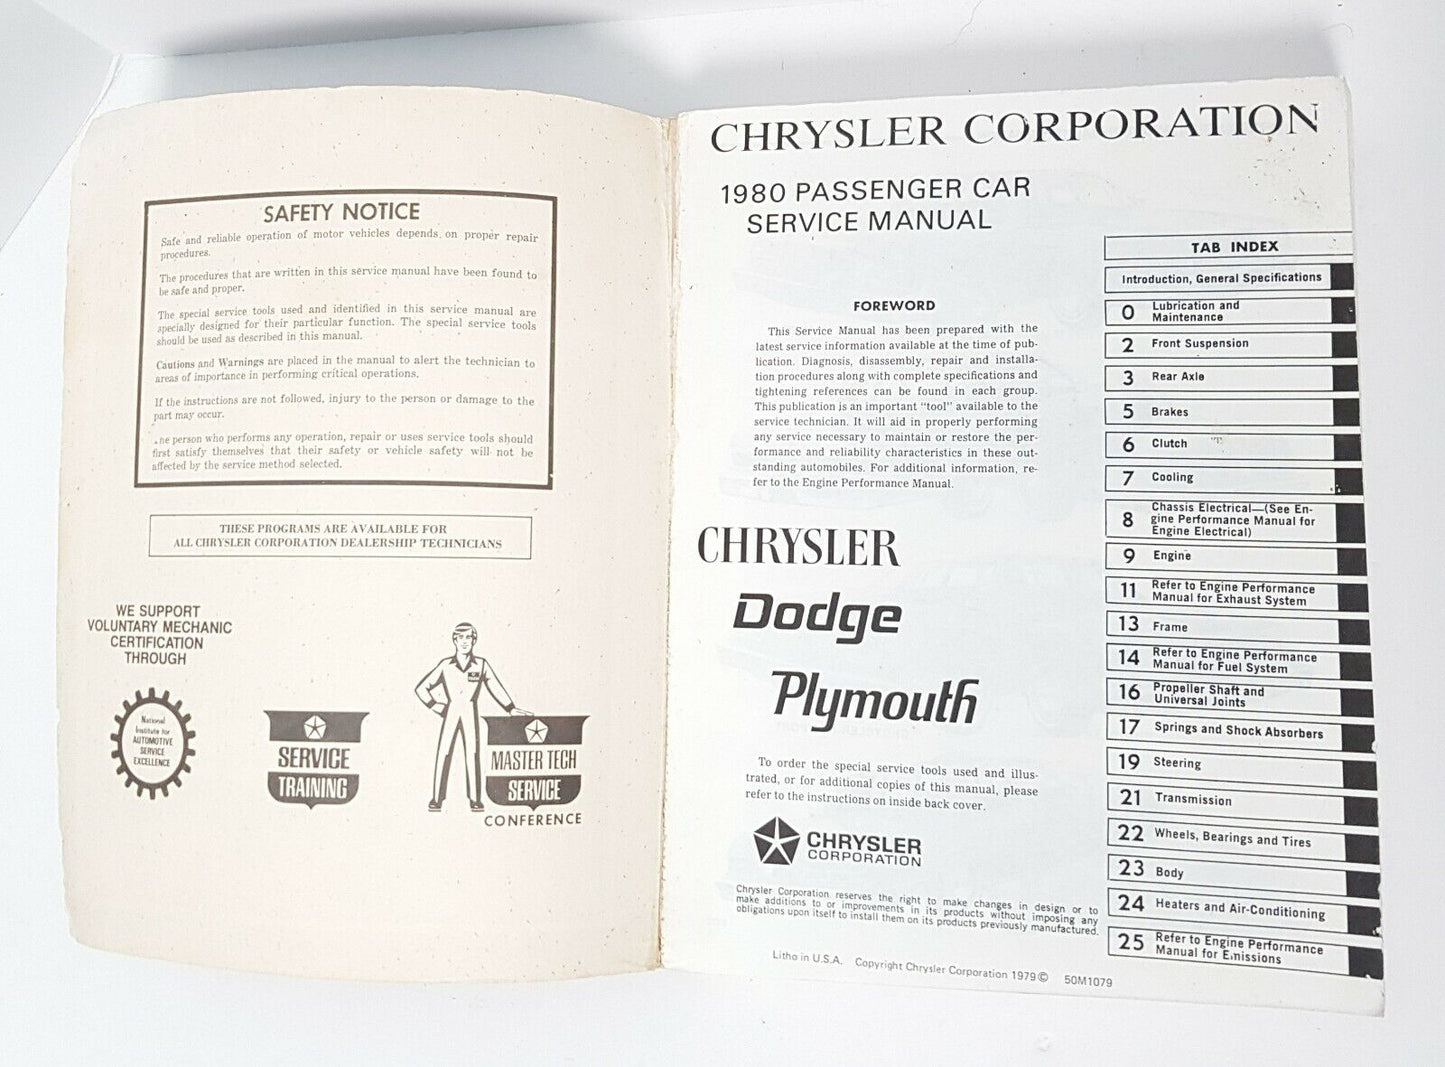 SAFETY NOTICE
Safe and reliable operation of motor vehicles depends on proper repair
procedures.
The procedures that are written in this service manual have been found to
be safe and proper.
The special service tools used and identified in this service manual are
specially designed for their particular function. The special service tools
should be used as described in this manual.
Cautions and Warnings are placed in the manual to alert the technician to
areas of importance in performing critical operations.
If the instructions are not followed, injury to the person or damage to the
part may occur.
.ne person who performs any operation, repair or uses service tools should
first satisfy themselves that their safety or vehicle safety will not be
affected by the service method selected.
THESE PROGRAMS ARE AVAILABLE FOR
ALL CHRYSLER CORPORATION DEALERSHIP TECHNICIANS
WE SUPPORT
VOLUNTARY MECHANIC
CERTIFICATION
THROUGH
National
Institute for
AUTOMOTIVE
SERVICE
EXCELLENCE
SERVICE
TRAINING
MASTER TECH
SERVICE
CONFERENCE
CHRYSLER CORPORATION
1980 PASSENGER CAR
SERVICE MANUAL
FOREWORD
This Service Manual has been prepared with the
latest service information available at the time of pub-
lication. Diagnosis, disassembly, repair and installa-
tion procedures along with complete specifications and
tightening references can be found in each group.
This publication is an important "tool" available to the
service technician. It will aid in properly performing
any service necessary to maintain or restore the per-
formance and reliability characteristics in these out-
standing automobiles. For additional information, re-
fer to the Engine Performance Manual.
CHRYSLER
Dodge
Plymouth
To order the special service tools used and illus-
trated, or for additional copies of this manual, please
refer to the instructions on inside back cover.
CHRYSLER
CORPORATION
Chrysler Corporation reserves the right to make changes in design or to
make additions to or improvements in its products without imposing any
obligations upon itself to install them on its products previously manufactured.
Litho in U.S.A. Copyright Chrysler Corporation 1979 © 50M1079
TAB INDEX
Introduction, General Specifications
0 Lubrication and
Maintenance
2 Front Suspension
3 Rear Axle
5 Brakes
6 Clutch
7 Cooling
8 Chassis Electrical—(See En-
gine Performance Manual for
Engine Electrical)
9 Engine
11 Refer to Engine Performance
Manual for Exhaust System
13 Frame
14 Refer to Engine Performance
Manual for Fuel System
16 Propeller Shaft and
Universal Joints
17 Springs and Shock Absorbers
19 Steering
21 Transmission
22 Wheels, Bearings and Tires
23 Body
24 Heaters and Air-Conditioning
25 Refer to Engine Performance
Manual for Emissions